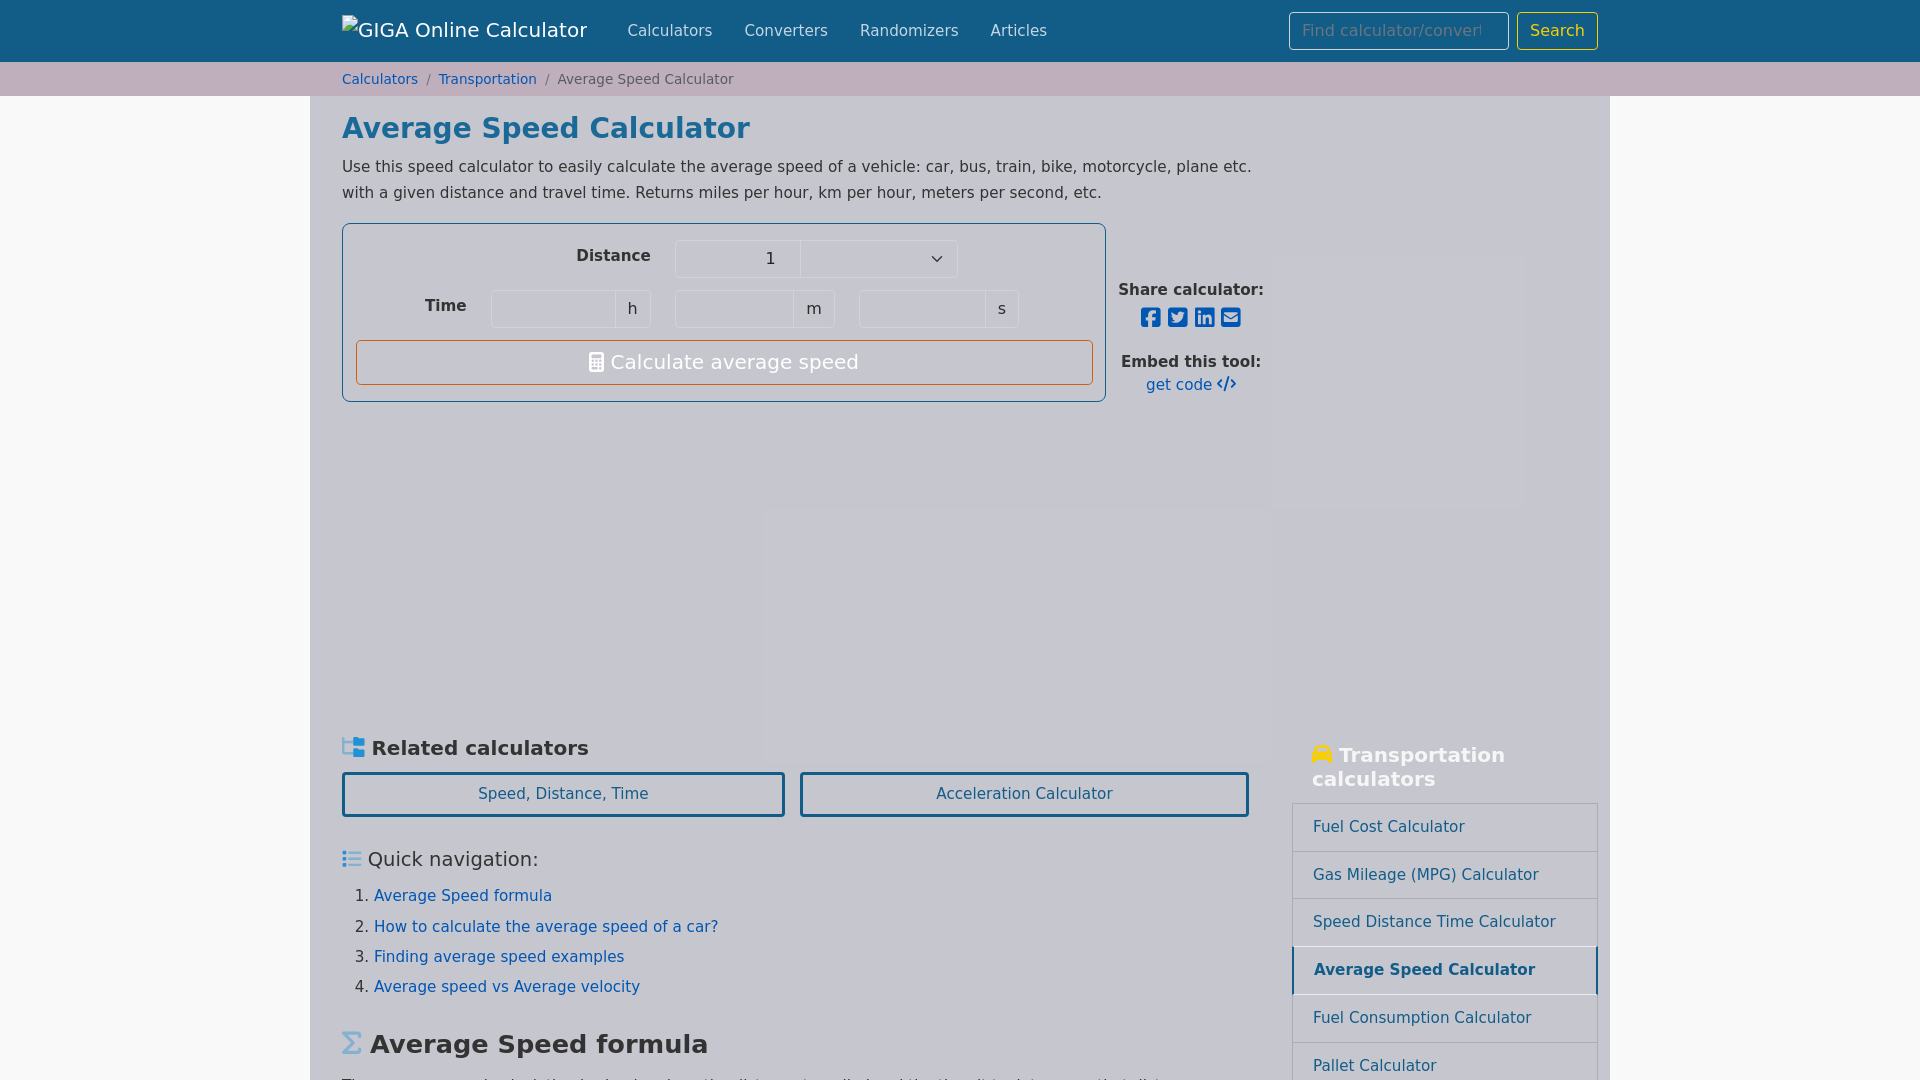 GIGA Online Calculator
Calculators
Converters
Randomizers
Articles
Find calculator/convert
Search
Calculators / Transportation / Average Speed Calculator
Average Speed Calculator
Use this speed calculator to easily calculate the average speed of a vehicle: car, bus, train, bike, motorcycle, plane etc.
with a given distance and travel time. Returns miles per hour, km per hour, meters per second, etc.
Distance 1
Time h m s
Calculate average speed
Share calculator:
Embed this tool:
get code
Related calculators
Speed, Distance, Time
Acceleration Calculator
Quick navigation:
1. Average Speed formula
2. How to calculate the average speed of a car?
3. Finding average speed examples
4. Average speed vs Average velocity
Average Speed formula
Transportation
calculators
Fuel Cost Calculator
Gas Mileage (MPG) Calculator
Speed Distance Time Calculator
Average Speed Calculator
Fuel Consumption Calculator
Pallet Calculator